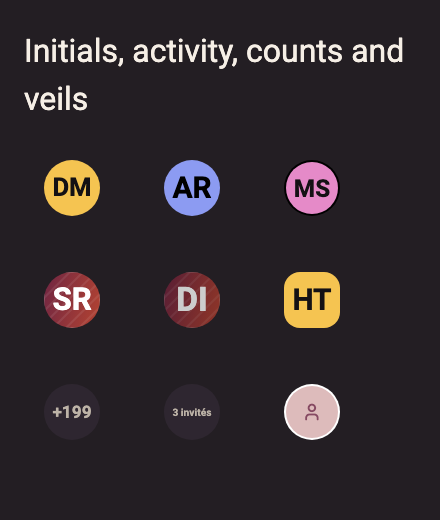 Initials, activity, counts and
veils
DM AR MS
SR DI HT
+199 3 invités